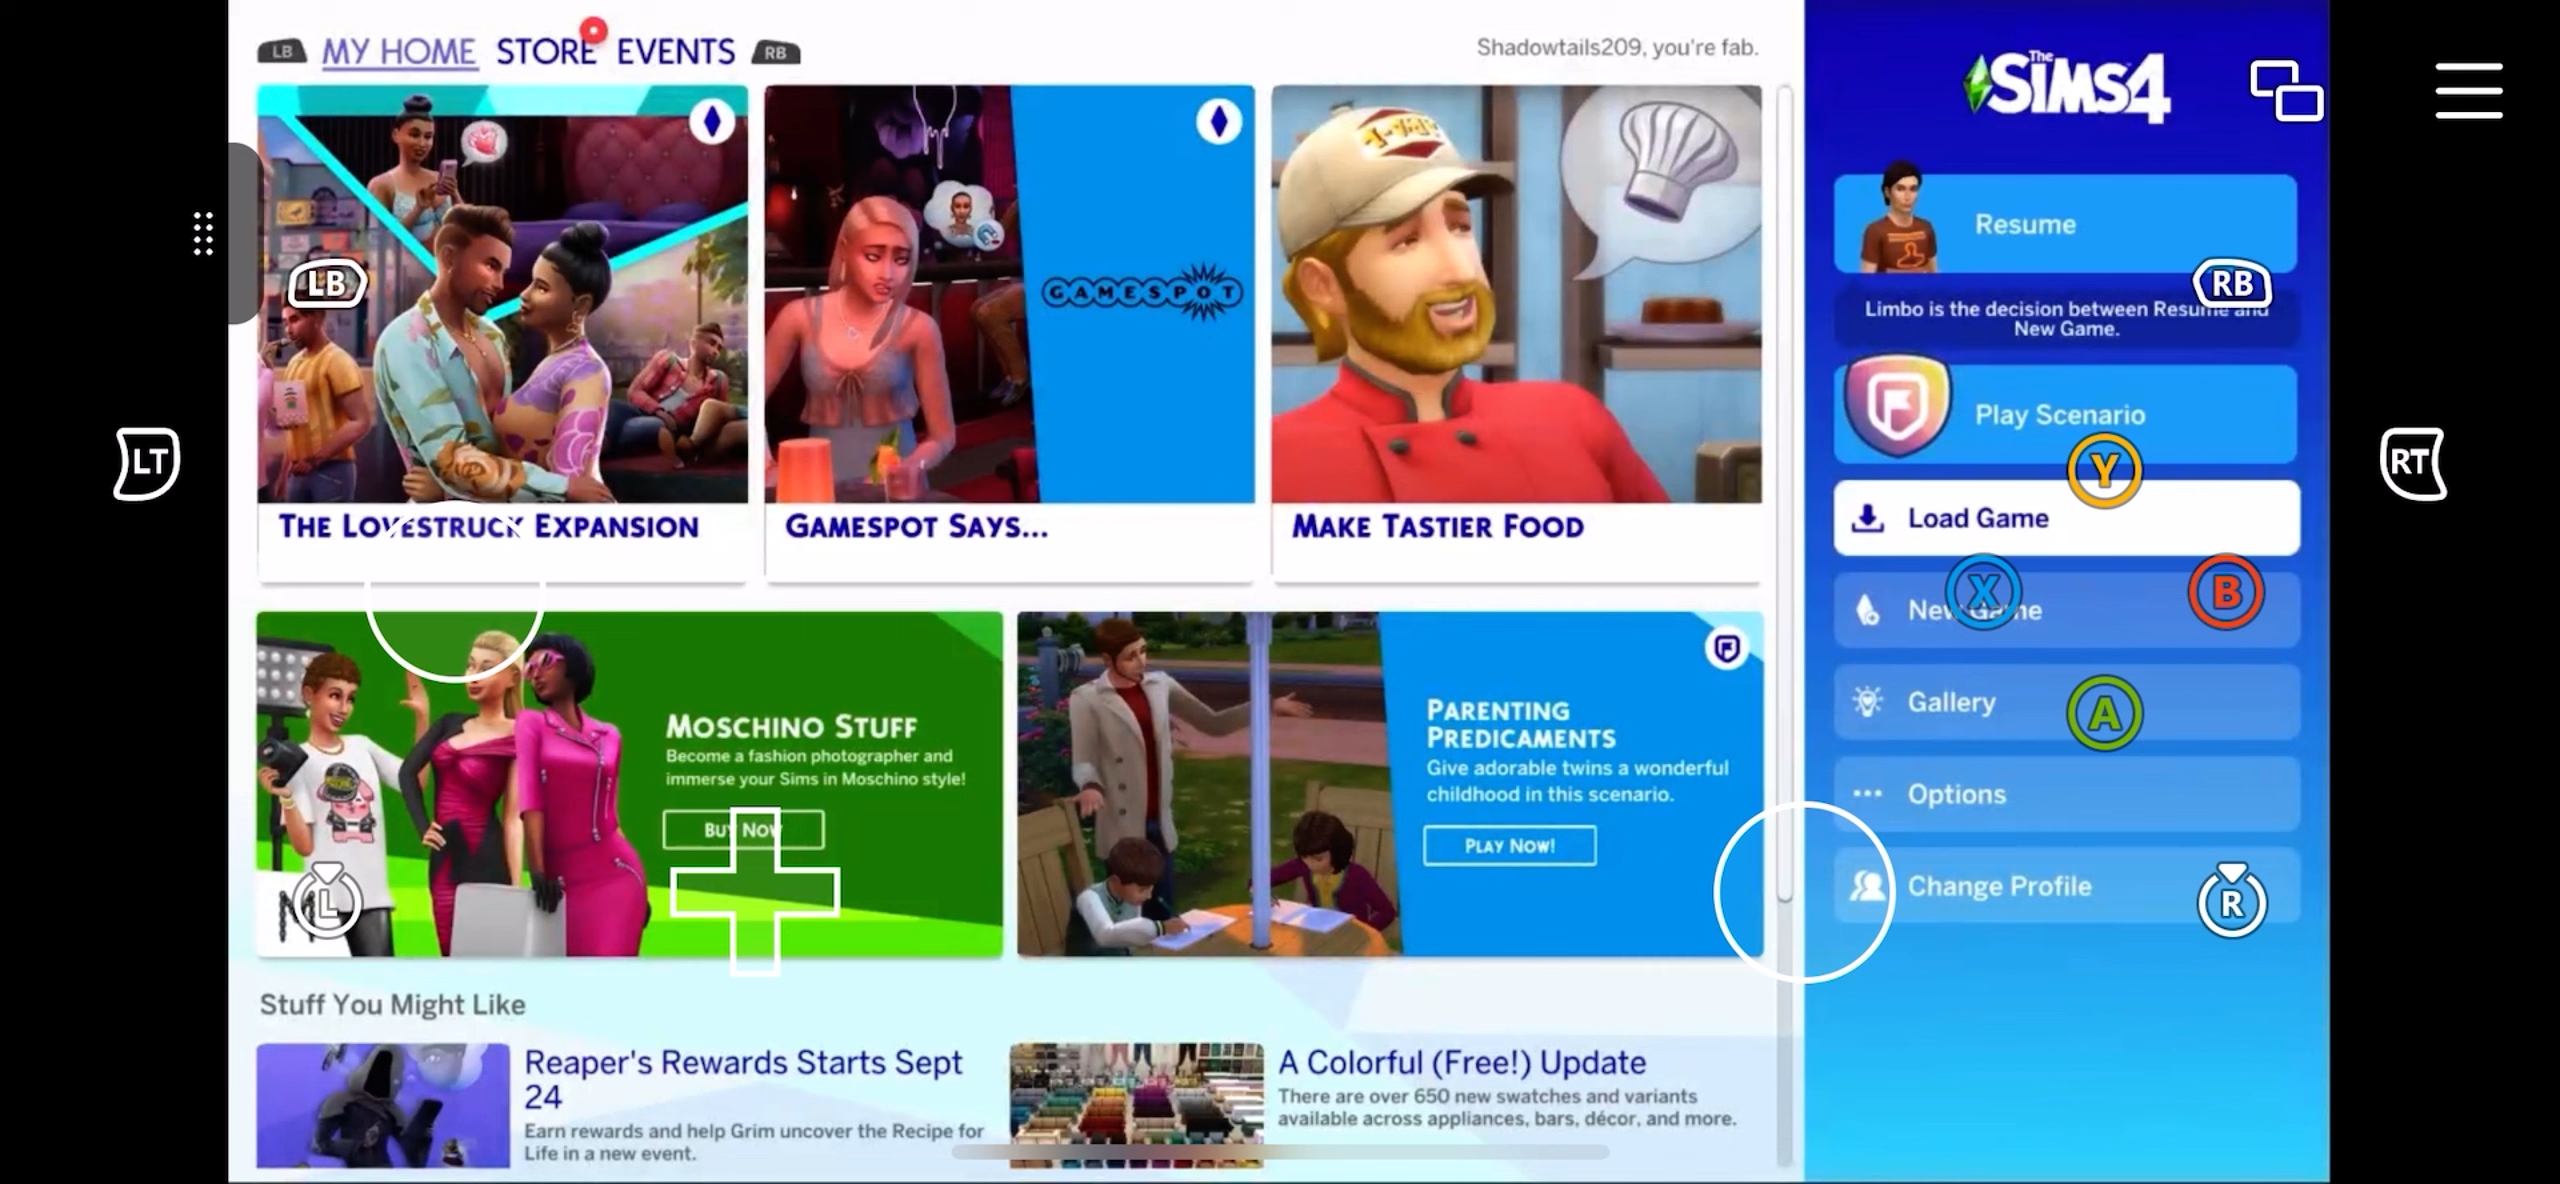 LB MY HOME STORE EVENTS RB
Shadowtails209, you're fab.
The SiMS 4
LB
LT
THE LOVESTRUCK EXPANSION
GAMESPOT
GAMESPOT SAYS...
MAKE TASTIER FOOD
MOSCHINO STUFF
Become a fashion photographer and
immerse your Sims in Moschino style!
BUY NOW
M
L
PARENTING
PREDICAMENTS
Give adorable twins a wonderful
childhood in this scenario.
PLAY NOW!
Stuff You Might Like
Reaper's Rewards Starts Sept
24
Earn rewards and help Grim uncover the Recipe for
Life in a new event.
A Colorful (Free!) Update
There are over 650 new swatches and variants
available across appliances, bars, décor, and more.
Resume
RB
Limbo is the decision between Resume and
New Game.
Play Scenario
RT
Y
Load Game
X
B
New Game
Gallery
A
Options
Change Profile
R